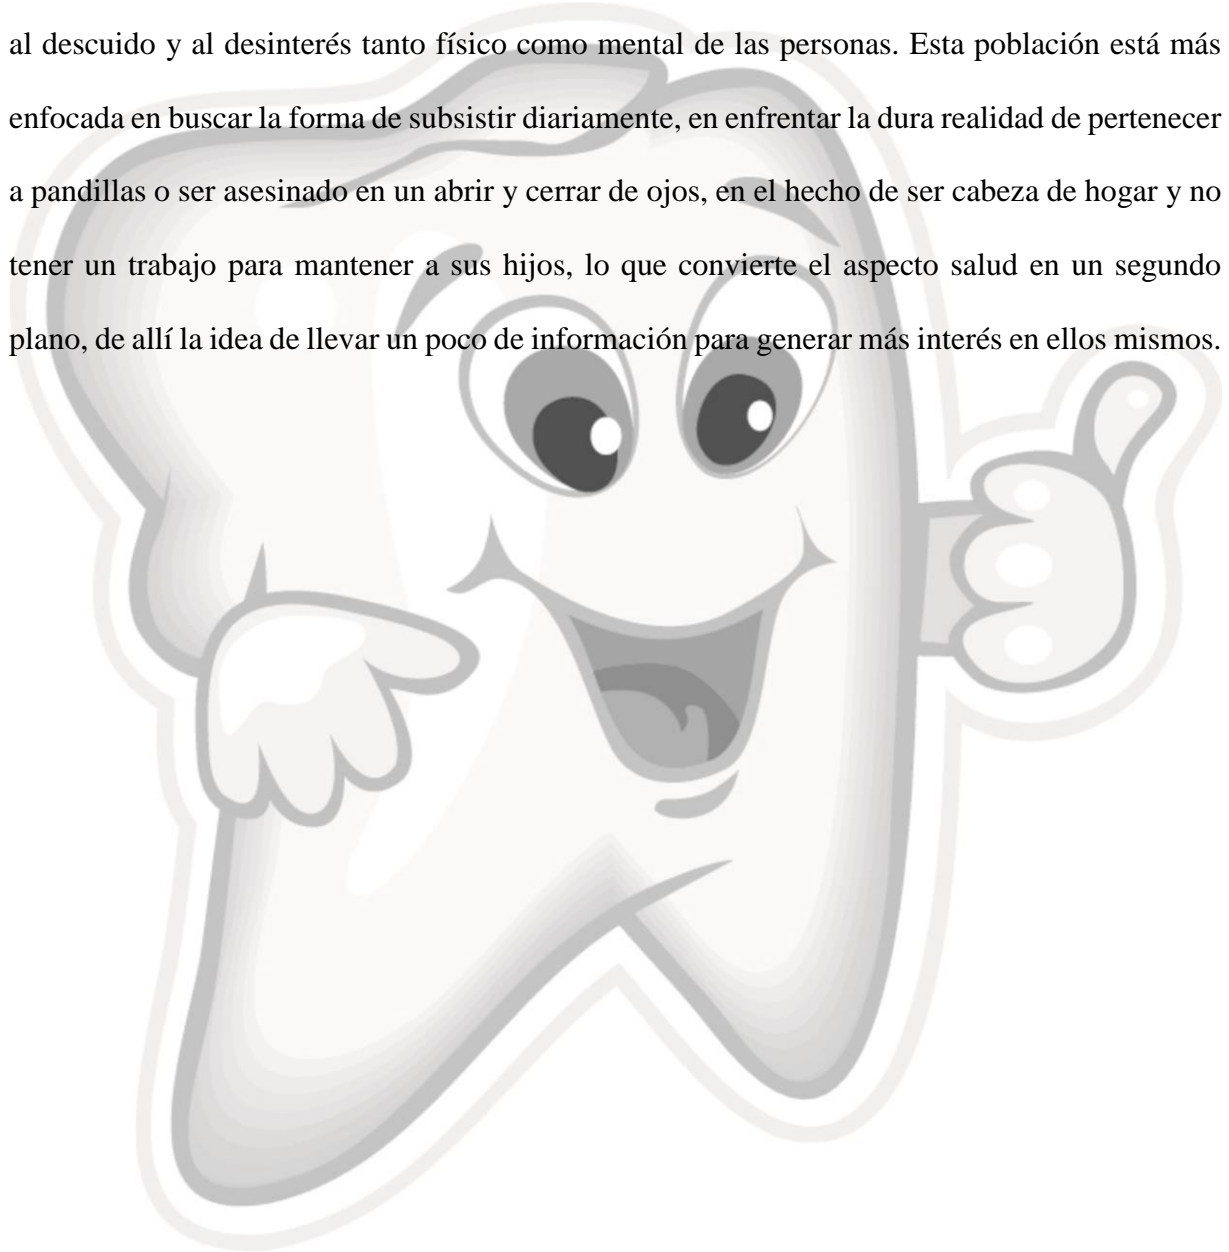 al descuido y al desinterés tanto físico como mental de las personas. Esta población está más
enfocada en buscar la forma de subsistir diariamente, en enfrentar la dura realidad de pertenecer
a pandillas o ser asesinado en un abrir y cerrar de ojos, en el hecho de ser cabeza de hogar y no
tener un trabajo para mantener a sus hijos, lo que convierte el aspecto salud en un segundo
plano, de allí la idea de llevar un poco de información para generar más interés en ellos mismos.